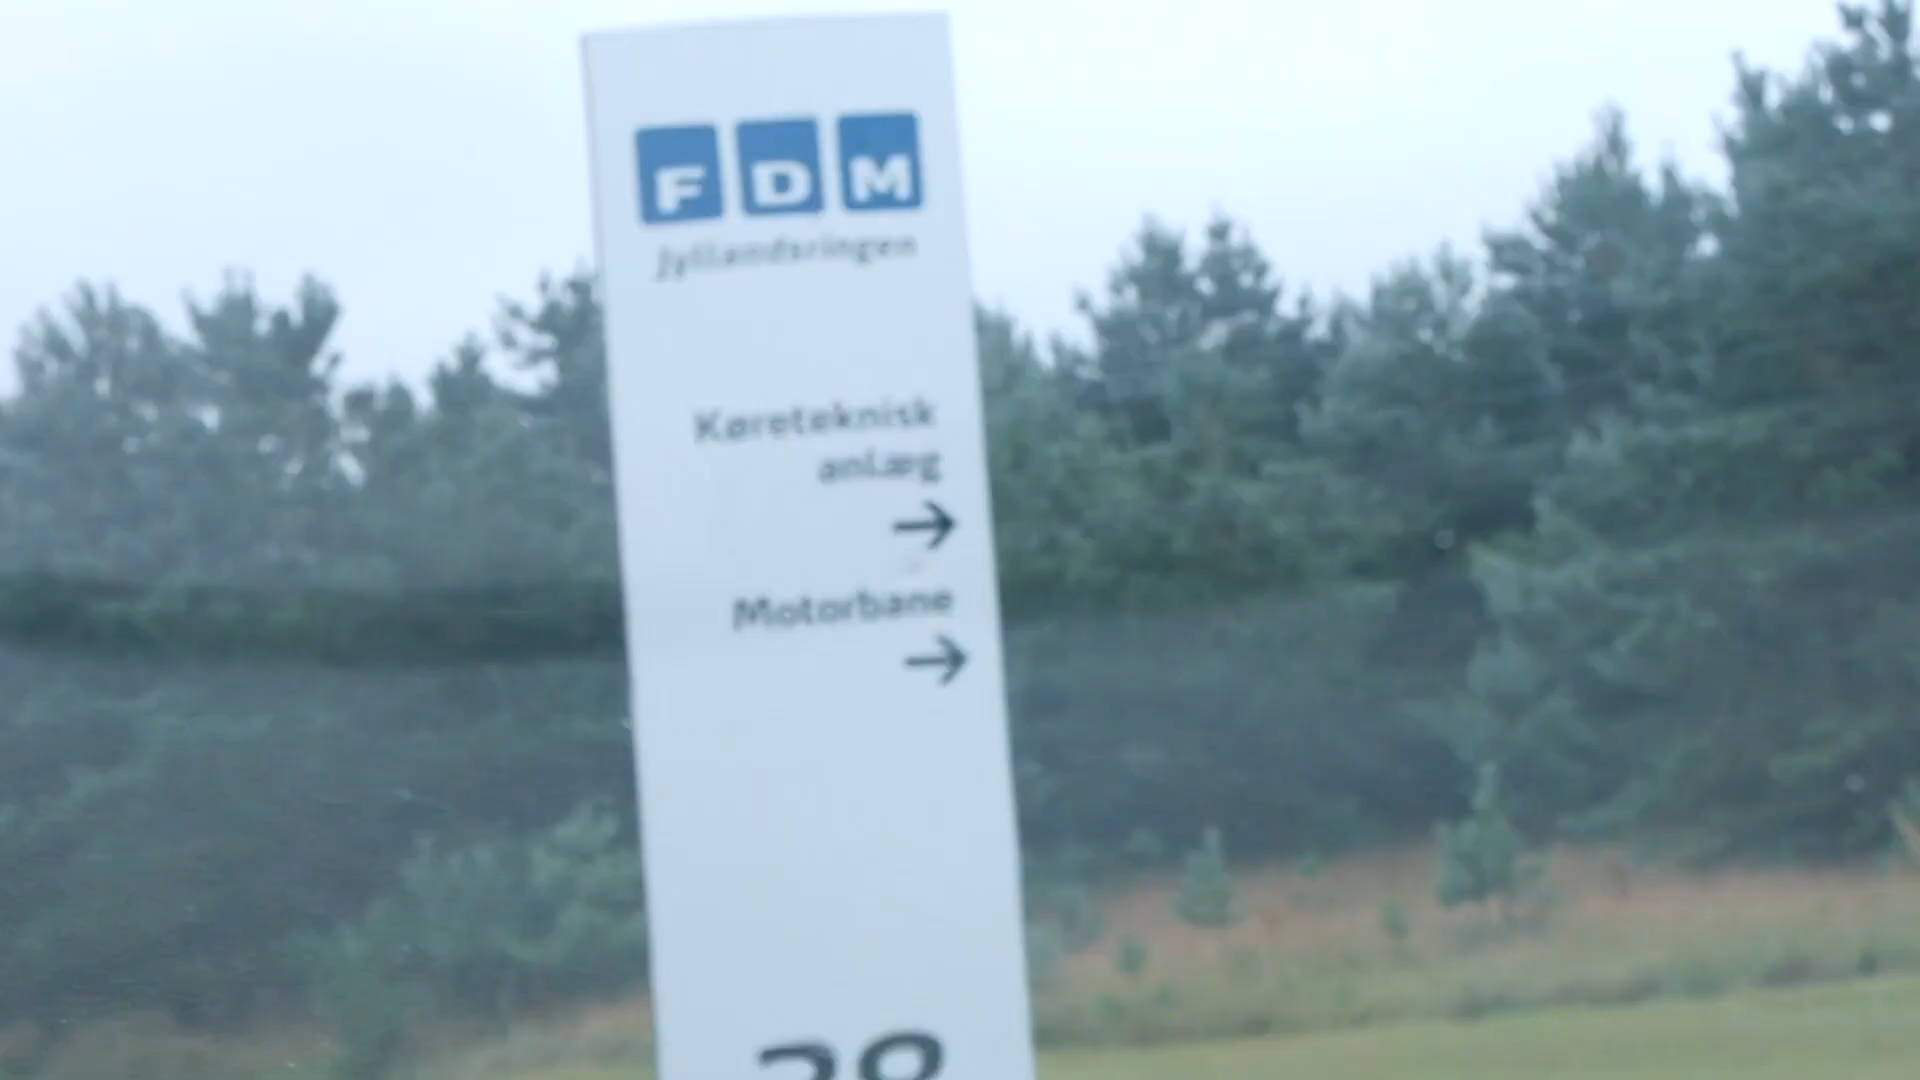 FDM
Jyllandsringen
Køreteknisk
anlæg
→
Motorbane
→